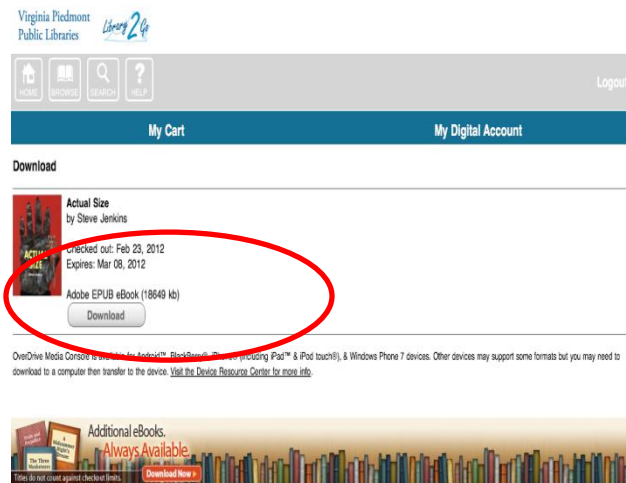 Virginia Piedmont
Public Libraries
Library 2 Go
HOME BROWSE SEARCH HELP
Logout
My Cart My Digital Account
Download
Actual Size
by Steve Jenkins
ACTUAL
SIZE
Checked out: Feb 23, 2012
Expires: Mar 08, 2012
Adobe EPUB eBook (18649 kb)
Download
OverDrive Media Console is available for Android™, BlackBerry®, iPhone® (including iPad™ & iPod touch®), & Windows Phone 7 devices. Other devices may support some formats but you may need to
download to a computer then transfer to the device. Visit the Device Resource Center for more info.
Additional eBooks.
Always Available.
The Three
Musketeers
Titles do not count against checkout limits.
Download Now